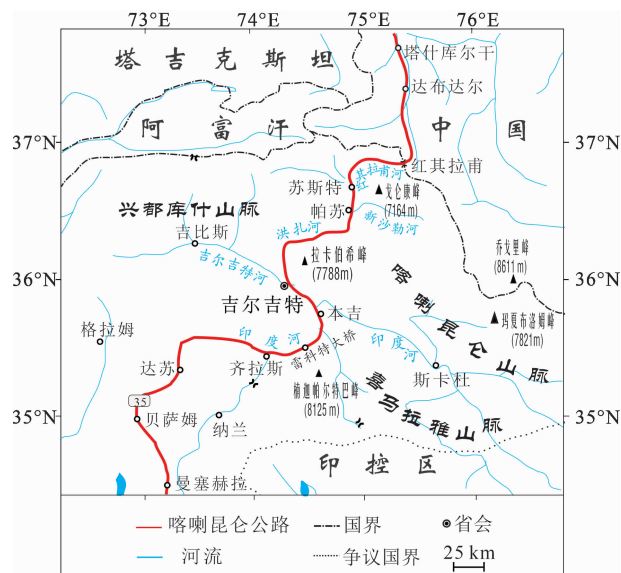 73°E 74°E 75°E 76°E
塔吉克斯坦
塔什库尔干
达布达尔
阿富汗
中国
37°N 37°N
红其拉甫
红其拉甫河
苏斯特
戈仑康峰
(7164m)
帕苏
新沙勒河
兴都库什山脉
洪扎河
吉比斯
吉尔吉特河
拉卡伯希峰
(7788m)
乔戈里峰
(8611m)
36°N 36°N
喀喇昆仑山脉
吉尔吉特
本吉
玛夏布洛姆峰
(7821m)
格拉姆
印度河
印度河
雷科特大桥
达苏
齐拉斯
斯卡杜
楠迦帕尔特巴峰
(8125m)
喜马拉雅山脉
35
35°N 35°N
贝萨姆
纳兰
印控区
曼塞赫拉
喀喇昆仑公路
国界
省会
河流
争议国界
25 km